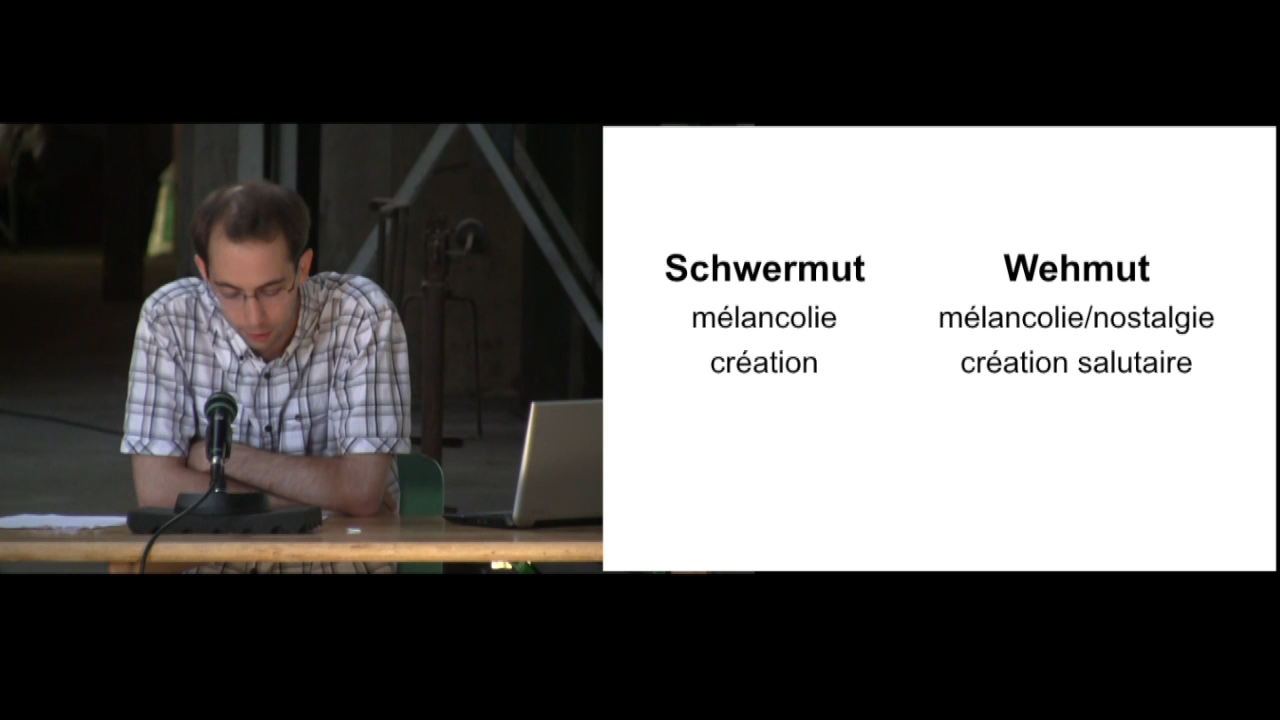 Schwermut
mélancolie
création
Wehmut
mélancolie/nostalgie
création salutaire